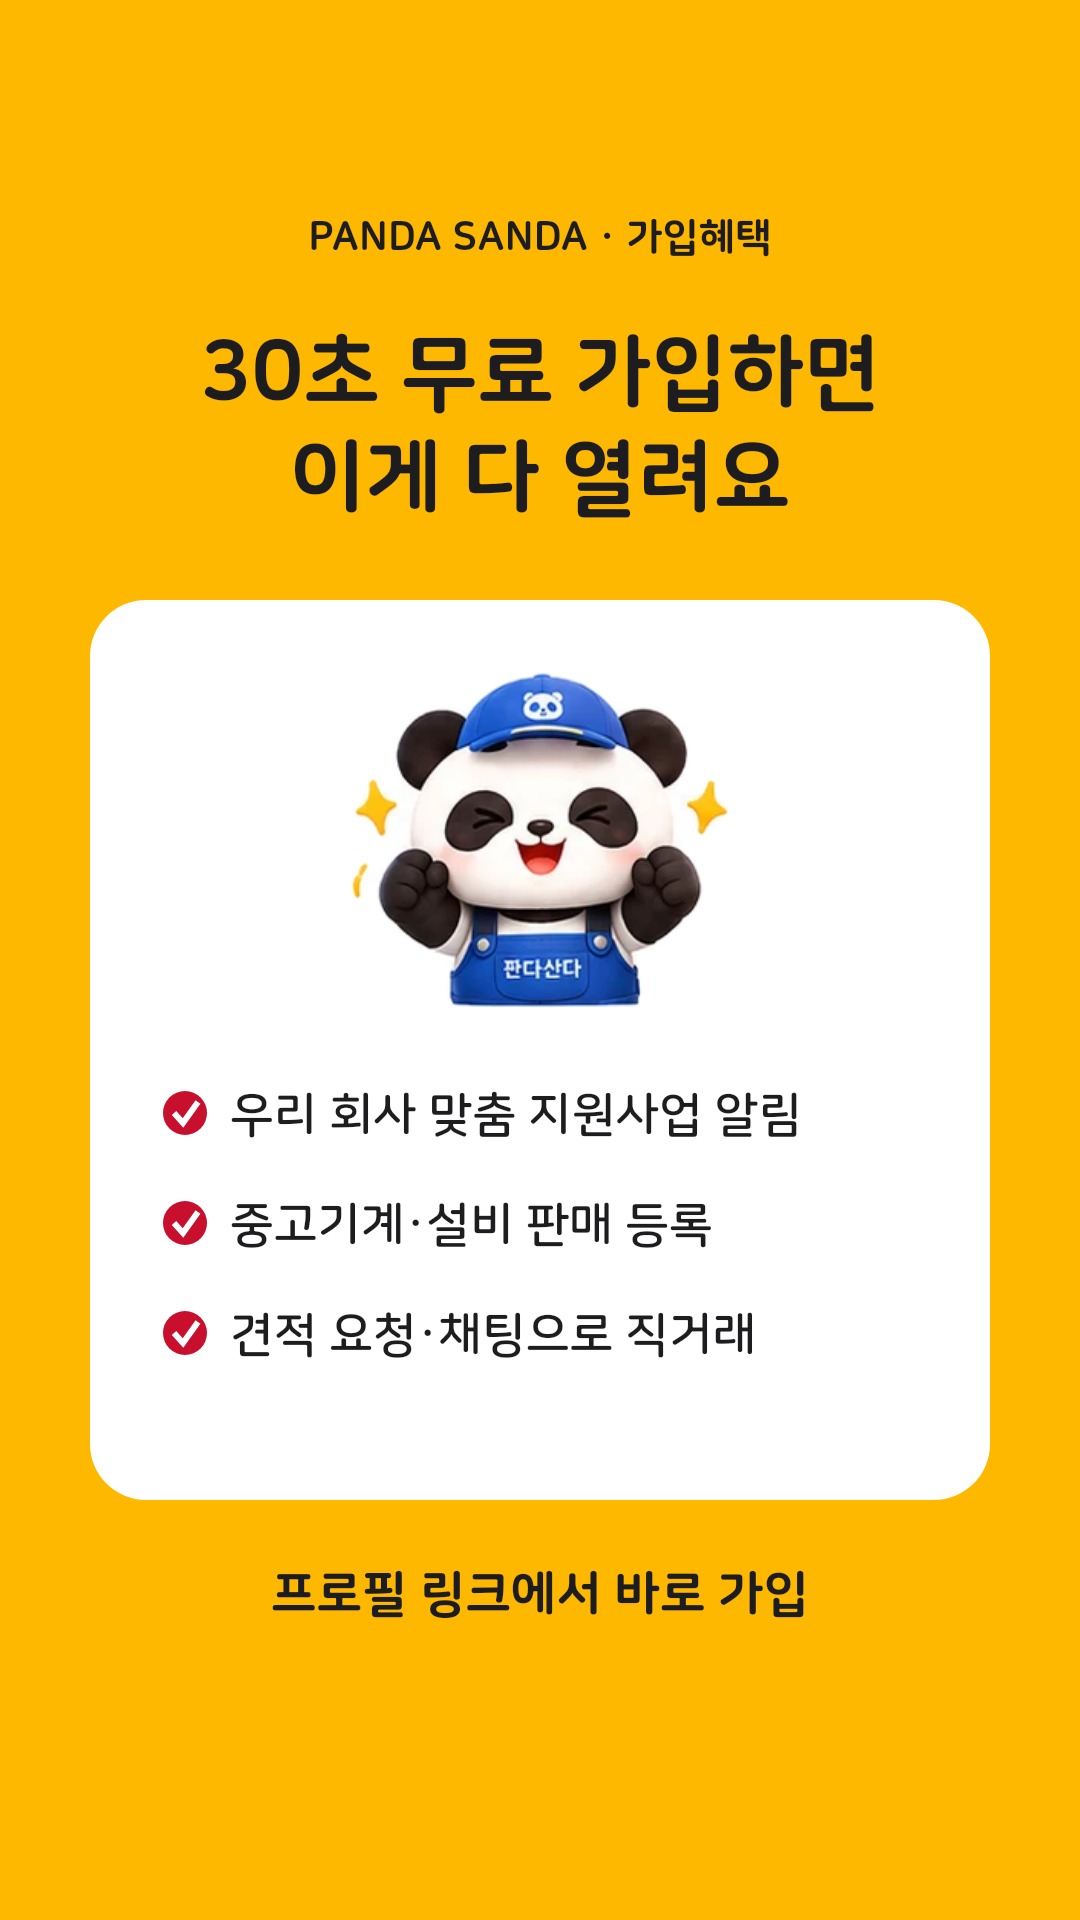 PANDA SANDA · 가입혜택
30초 무료 가입하면
이게 다 열려요
판다산다
우리 회사 맞춤 지원사업 알림
중고기계·설비 판매 등록
견적 요청·채팅으로 직거래
프로필 링크에서 바로 가입